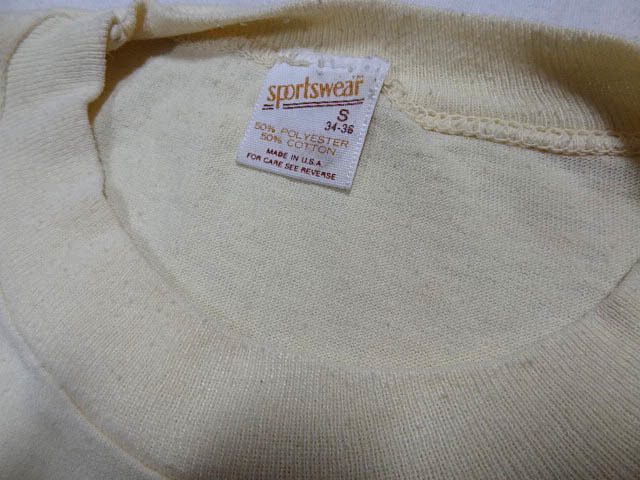 sportswear
S
34-36
50% POLYESTER
50% COTTON
MADE IN U.S.A.
FOR CARE SEE REVERSE